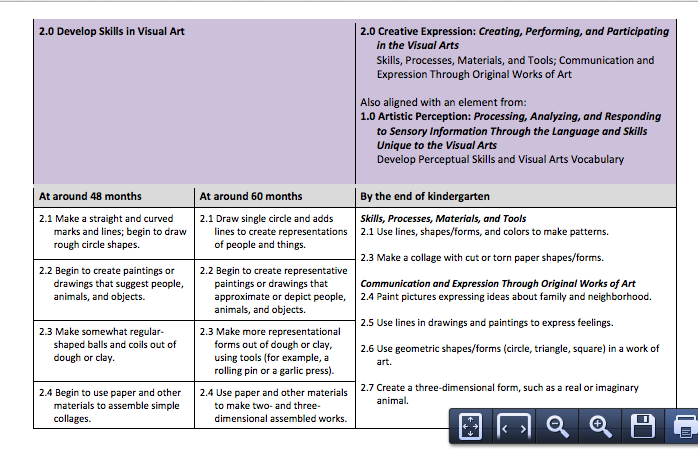 2.0 Develop Skills in Visual Art
2.0 Creative Expression: Creating, Performing, and Participating
in the Visual Arts
Skills, Processes, Materials, and Tools; Communication and
Expression Through Original Works of Art
Also aligned with an element from:
1.0 Artistic Perception: Processing, Analyzing, and Responding
to Sensory Information Through the Language and Skills
Unique to the Visual Arts
Develop Perceptual Skills and Visual Arts Vocabulary
At around 48 months
At around 60 months
By the end of kindergarten
2.1 Make a straight and curved
marks and lines; begin to draw
rough circle shapes.
2.1 Draw single circle and adds
lines to create representations
of people and things.
Skills, Processes, Materials, and Tools
2.1 Use lines, shapes/forms, and colors to make patterns.
2.3 Make a collage with cut or torn paper shapes/forms.
2.2 Begin to create paintings or
drawings that suggest people,
animals, and objects.
2.2 Begin to create representative
paintings or drawings that
approximate or depict people,
animals, and objects.
Communication and Expression Through Original Works of Art
2.4 Paint pictures expressing ideas about family and neighborhood.
2.5 Use lines in drawings and paintings to express feelings.
2.3 Make somewhat regular-
shaped balls and coils out of
dough or clay.
2.3 Make more representational
forms out of dough or clay,
using tools (for example, a
rolling pin or a garlic press).
2.6 Use geometric shapes/forms (circle, triangle, square) in a work of
art.
2.4 Begin to use paper and other
materials to assemble simple
collages.
2.4 Use paper and other materials
to make two- and three-
dimensional assembled works.
2.7 Create a three-dimensional form, such as a real or imaginary
animal.